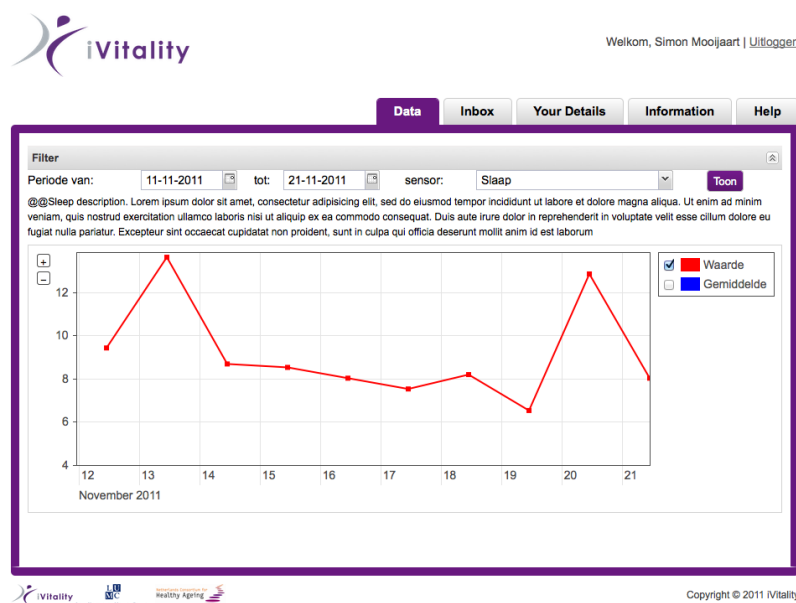 iVitality
Welkom, Simon Mooijaart | Uitloggen
Data Inbox Your Details Information Help
Filter
Periode van: 11-11-2011 tot: 21-11-2011 sensor: Slaap Toon
@@Sleep description. Lorem ipsum dolor sit amet, consectetur adipisicing elit, sed do eiusmod tempor incididunt ut labore et dolore magna aliqua. Ut enim ad minim
veniam, quis nostrud exercitation ullamco laboris nisi ut aliquip ex ea commodo consequat. Duis aute irure dolor in reprehenderit in voluptate velit esse cillum dolore eu
fugiat nulla pariatur. Excepteur sint occaecat cupidatat non proident, sunt in culpa qui officia deserunt mollit anim id est laborum
+
-
Waarde
Gemiddelde
12
10
8
6
4
12 13 14 15 16 17 18 19 20 21
November 2011
iVitality
LU
MC
Healthy Ageing
Copyright © 2011 iVitality